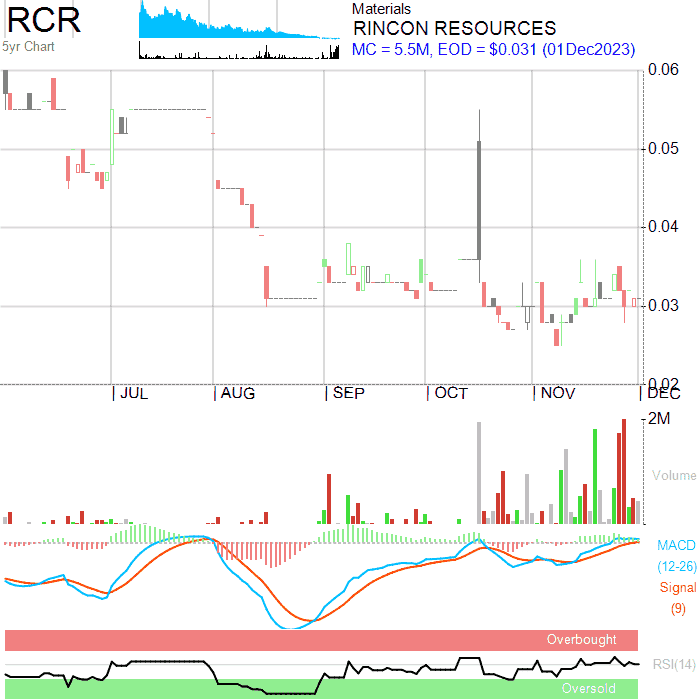 RCR
5yr Chart
Materials
RINCON RESOURCES
MC = 5.5M, EOD = $0.031 (01Dec2023)
0.06
0.05
0.04
0.03
0.02
JUL AUG SEP OCT NOV DEC
2M
Volume
MACD
(12-26)
Signal
(9)
Overbought
RSI(14)
Oversold